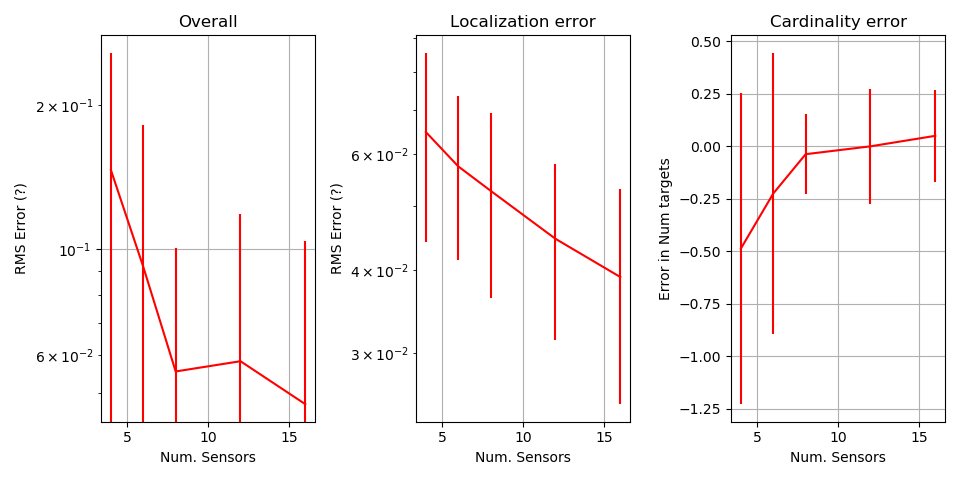 Overall
Localization error
Cardinality error
RMS Error (?)
2 × 10⁻¹
10⁻¹
6 × 10⁻²
5
10
15
Num. Sensors
RMS Error (?)
6 × 10⁻²
4 × 10⁻²
3 × 10⁻²
5
10
15
Num. Sensors
Error in Num targets
0.50
0.25
0.00
−0.25
−0.50
−0.75
−1.00
−1.25
5
10
15
Num. Sensors